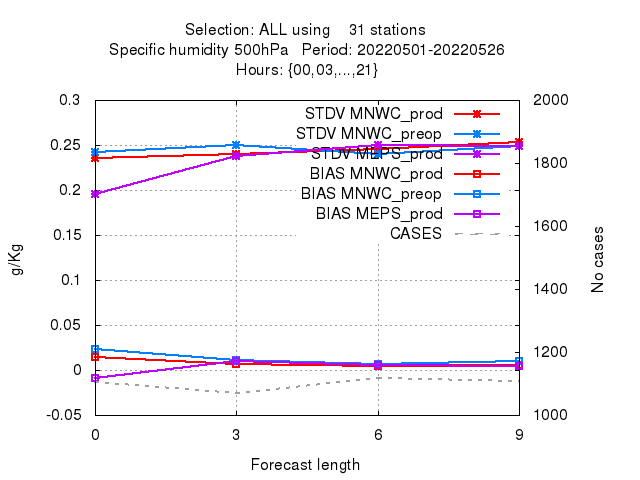 Selection: ALL using    31 stations
Specific humidity 500hPa   Period: 20220501-20220526
Hours: {00,03,...,21}
0.3
2000
STDV MNWC_prod
STDV MNWC_preop
0.25
STDV MEPS_prod
1800
BIAS MNWC_prod
0.2
BIAS MNWC_preop
BIAS MEPS_prod
1600
0.15
CASES
g/Kg
No cases
0.1
1400
0.05
1200
0
-0.05
1000
0
3
6
9
Forecast length